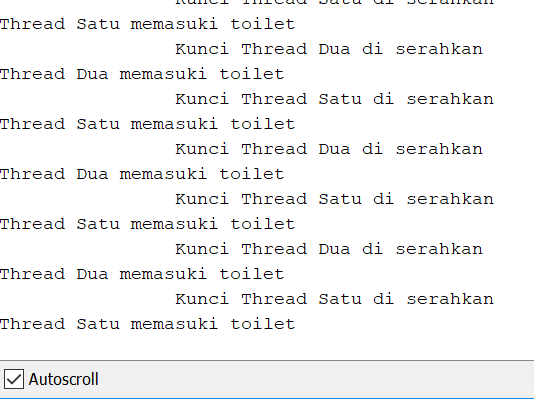 Kunci Thread Satu di serahkan
Thread Satu memasuki toilet
Kunci Thread Dua di serahkan
Thread Dua memasuki toilet
Kunci Thread Satu di serahkan
Thread Satu memasuki toilet
Kunci Thread Dua di serahkan
Thread Dua memasuki toilet
Kunci Thread Satu di serahkan
Thread Satu memasuki toilet
Kunci Thread Dua di serahkan
Thread Dua memasuki toilet
Kunci Thread Satu di serahkan
Thread Satu memasuki toilet
Autoscroll